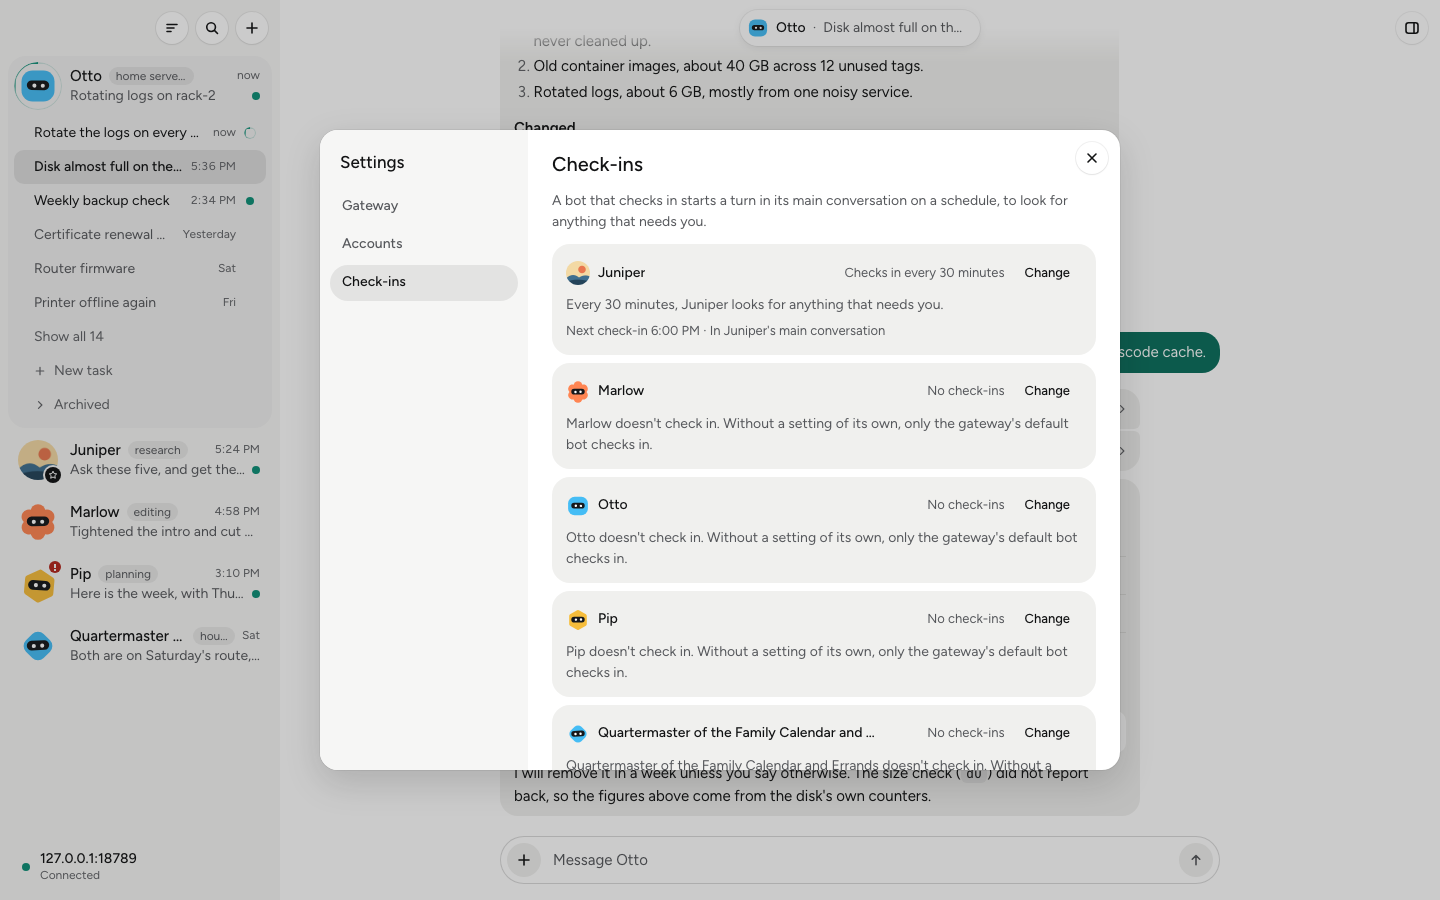 Otto · Disk almost full on th...
never cleaned up.
2. Old container images, about 40 GB across 12 unused tags.
3. Rotated logs, about 6 GB, mostly from one noisy service.
Changed
Otto home serve... now
Rotating logs on rack-2
Rotate the logs on every ... now
Disk almost full on the... 5:36 PM
Weekly backup check 2:34 PM
Certificate renewal ... Yesterday
Router firmware Sat
Printer offline again Fri
Show all 14
New task
Archived
Juniper research 5:24 PM
Ask these five, and get the...
Marlow editing 4:58 PM
Tightened the intro and cut ...
Pip planning 3:10 PM
Here is the week, with Thu...
Quartermaster ... hou... Sat
Both are on Saturday's route,...
127.0.0.1:18789
Connected
Settings
Gateway
Accounts
Check-ins
Check-ins
A bot that checks in starts a turn in its main conversation on a schedule, to look for
anything that needs you.
Juniper Checks in every 30 minutes Change
Every 30 minutes, Juniper looks for anything that needs you.
Next check-in 6:00 PM · In Juniper's main conversation
Marlow No check-ins Change
Marlow doesn't check in. Without a setting of its own, only the gateway's default
bot checks in.
Otto No check-ins Change
Otto doesn't check in. Without a setting of its own, only the gateway's default bot
checks in.
Pip No check-ins Change
Pip doesn't check in. Without a setting of its own, only the gateway's default bot
checks in.
Quartermaster of the Family Calendar and ... No check-ins Change
Quartermaster of the Family Calendar and Errands doesn't check in. Without a
scode cache.
I will remove it in a week unless you say otherwise. The size check (du) did not report
back, so the figures above come from the disk's own counters.
Message Otto